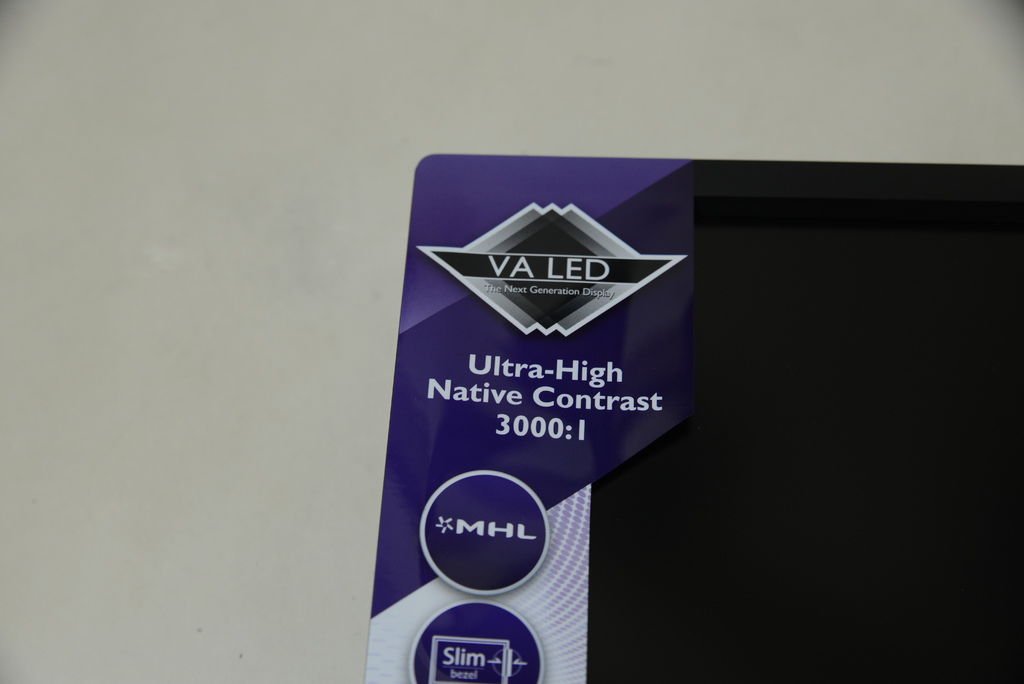 VA LED
The Next Generation Display
Ultra-High
Native Contrast
3000:1
MHL
Slim
bezel